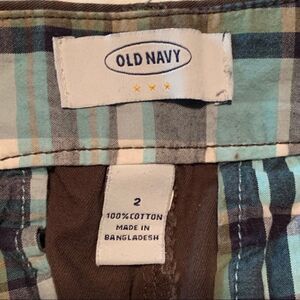 OLD NAVY
2
100% COTTON
MADE IN
BANGLADESH